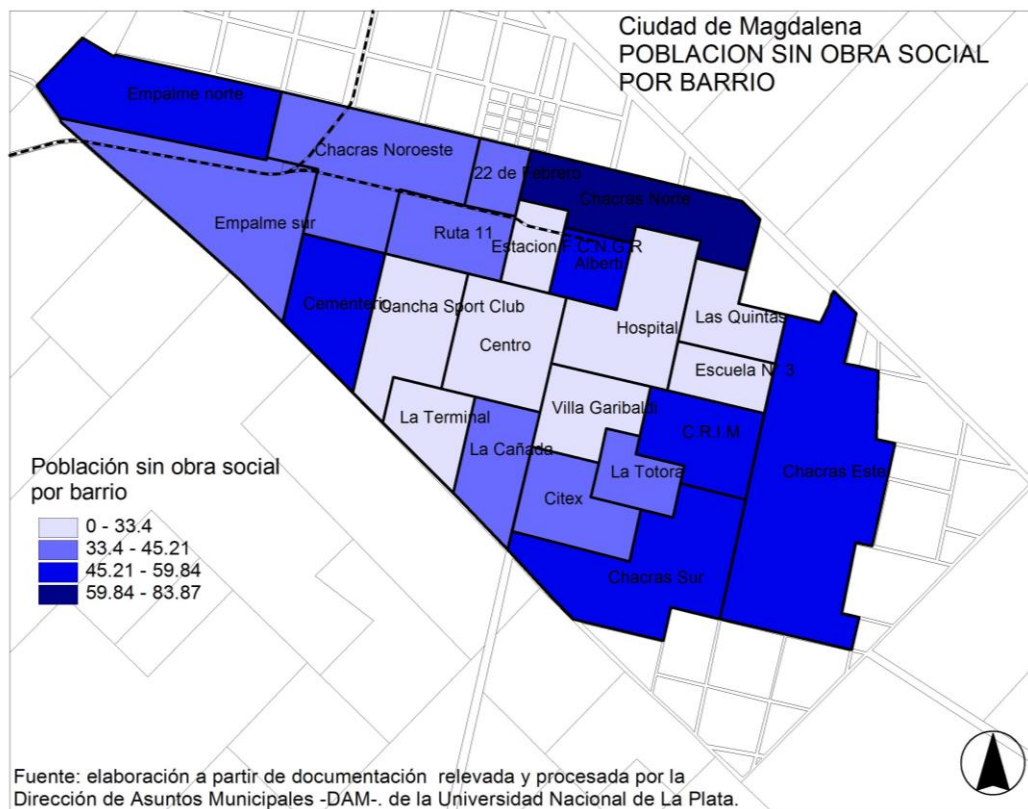 Ciudad de Magdalena
POBLACION SIN OBRA SOCIAL
POR BARRIO
Empalme norte
Chacras Noroeste
22 de Fabrero
Chacras Norte
Empalme sur
Ruta 11
Estacion F.C.N.G.R
Alberti
Cementerio
Cancha Sport Club
Las Quintas
Hospital
Centro
Escuela N° 3
La Terminal
Villa Garibaldi
La Cañada
C.R.I.M
La Totora
Chacras Este
Citex
Chacras Sur
Población sin obra social
por barrio
0 - 33.4
33.4 - 45.21
45.21 - 59.84
59.84 - 83.87
Fuente: elaboración a partir de documentación relevada y procesada por la
Dirección de Asuntos Municipales -DAM-. de la Universidad Nacional de La Plata.